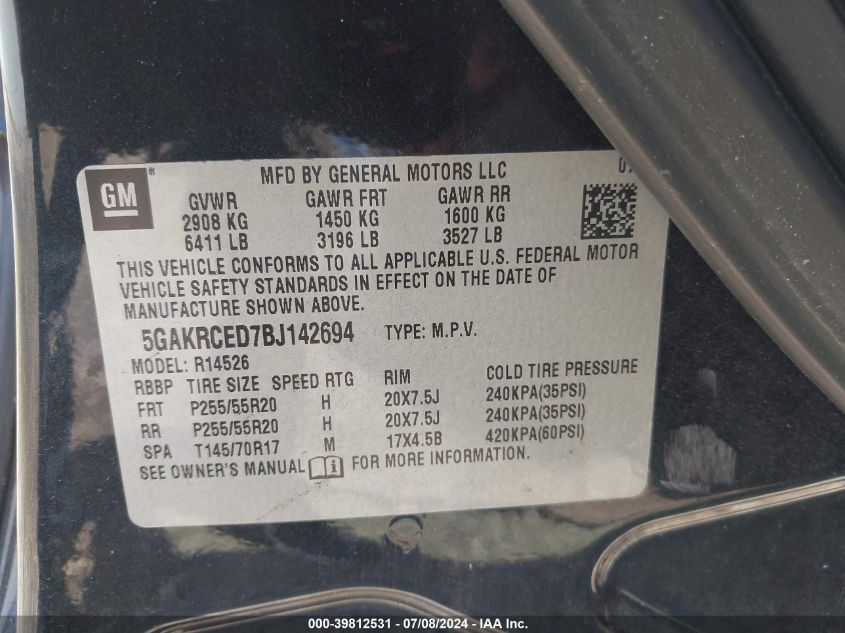 MFD BY GENERAL MOTORS LLC
GM®
GVWR GAWR FRT GAWR RR
2908 KG 1450 KG 1600 KG
6411 LB 3196 LB 3527 LB
THIS VEHICLE CONFORMS TO ALL APPLICABLE U.S. FEDERAL MOTOR
VEHICLE SAFETY STANDARDS IN EFFECT ON THE DATE OF
MANUFACTURE SHOWN ABOVE.
5GAKRCED7BJ142694 TYPE: M.P.V.
MODEL: R14526
RBBP TIRE SIZE SPEED RTG RIM COLD TIRE PRESSURE
FRT P255/55R20 H 20X7.5J 240KPA(35PSI)
RR P255/55R20 H 20X7.5J 240KPA(35PSI)
SPA T145/70R17 M 17X4.5B 420KPA(60PSI)
SEE OWNER'S MANUAL FOR MORE INFORMATION.
000-39812531 - 07/08/2024 - IAA Inc.